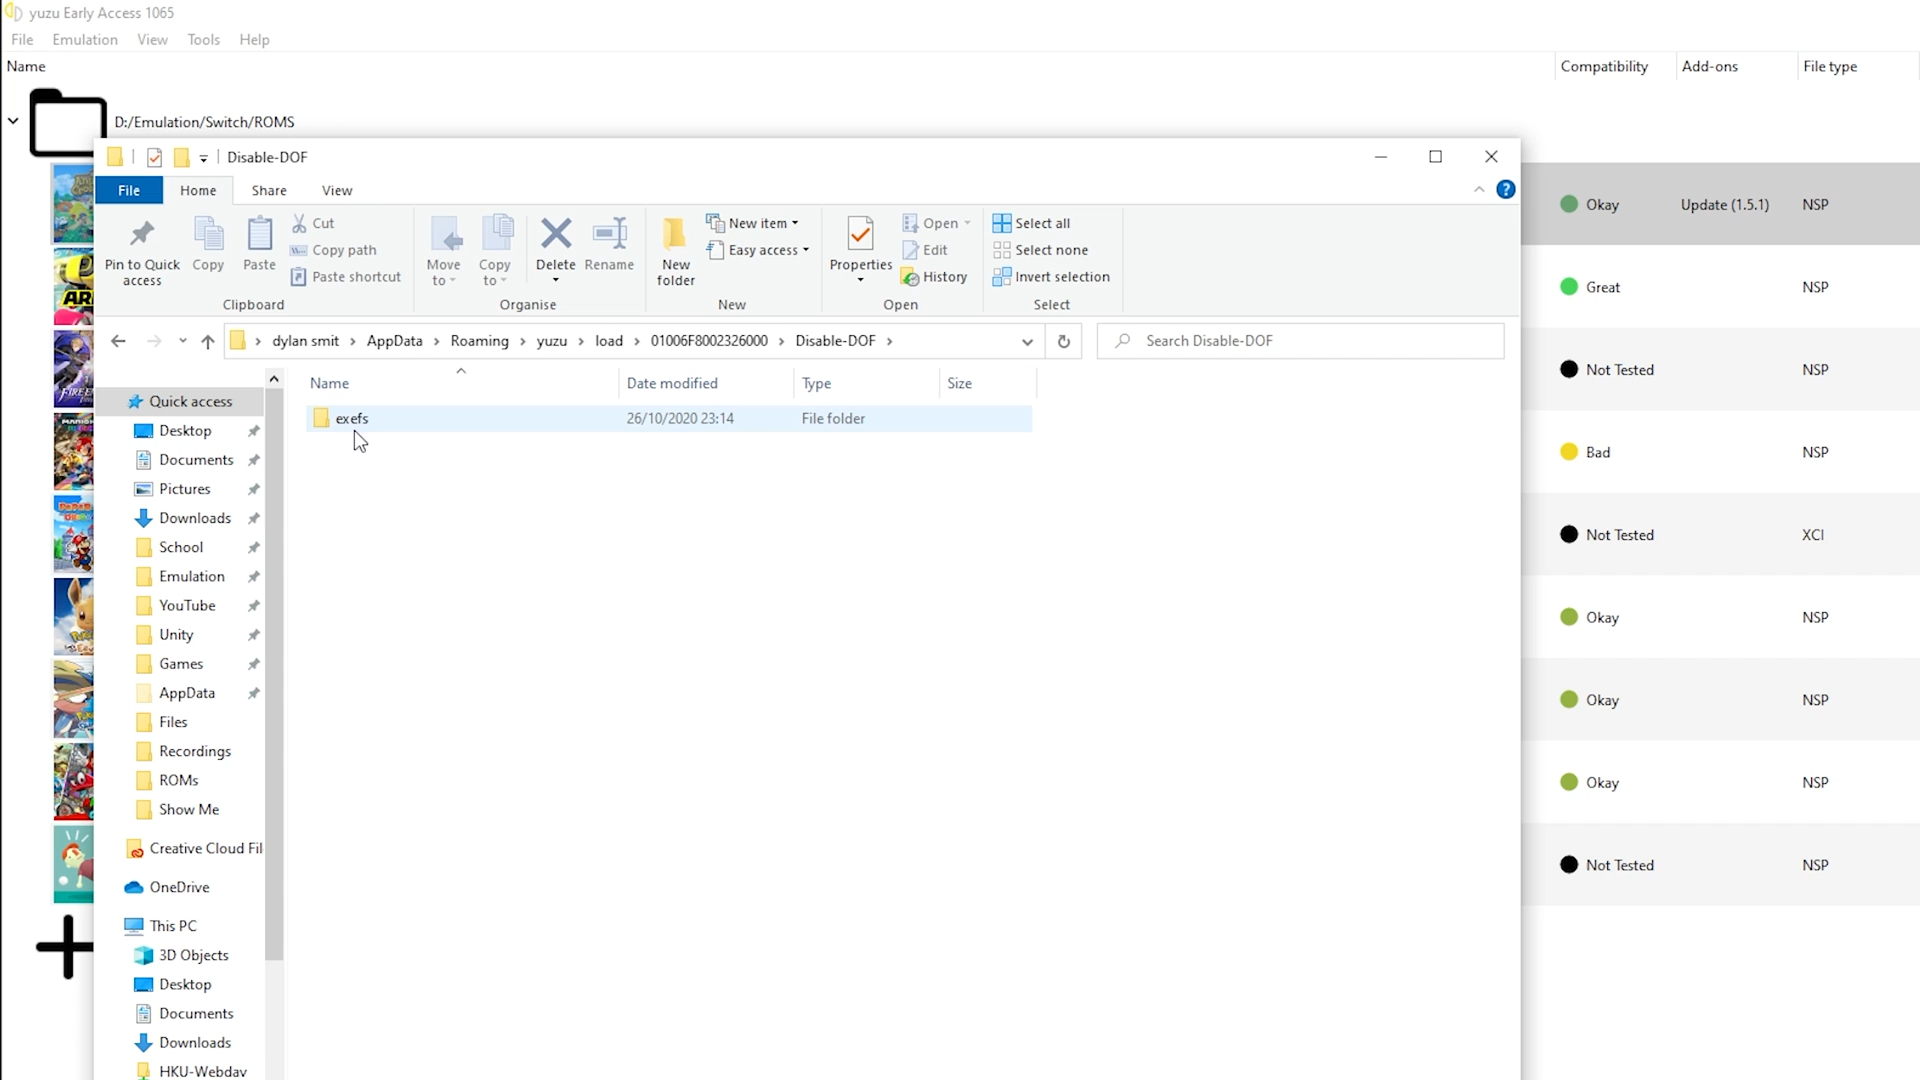 yuzu Early Access 1065
File Emulation View Tools Help
Name Compatibility Add-ons File type
D:/Emulation/Switch/ROMS
Disable-DOF
File Home Share View
Pin to Quick access
Copy
Paste
Cut
Copy path
Paste shortcut
Clipboard
Move to
Copy to
Delete
Rename
Organise
New folder
New item
Easy access
New
Properties
Open
Edit
History
Open
Select all
Select none
Invert selection
Select
dylan smit > AppData > Roaming > yuzu > load > 01006F8002326000 > Disable-DOF >
Search Disable-DOF
Name Date modified Type Size
exefs 26/10/2020 23:14 File folder
Quick access
Desktop
Documents
Pictures
Downloads
School
Emulation
YouTube
Unity
Games
AppData
Files
Recordings
ROMs
Show Me
Creative Cloud Fil
OneDrive
This PC
3D Objects
Desktop
Documents
Downloads
HKU-Webdav
Okay Update (1.5.1) NSP
Great NSP
Not Tested NSP
Bad NSP
Not Tested XCI
Okay NSP
Okay NSP
Okay NSP
Not Tested NSP